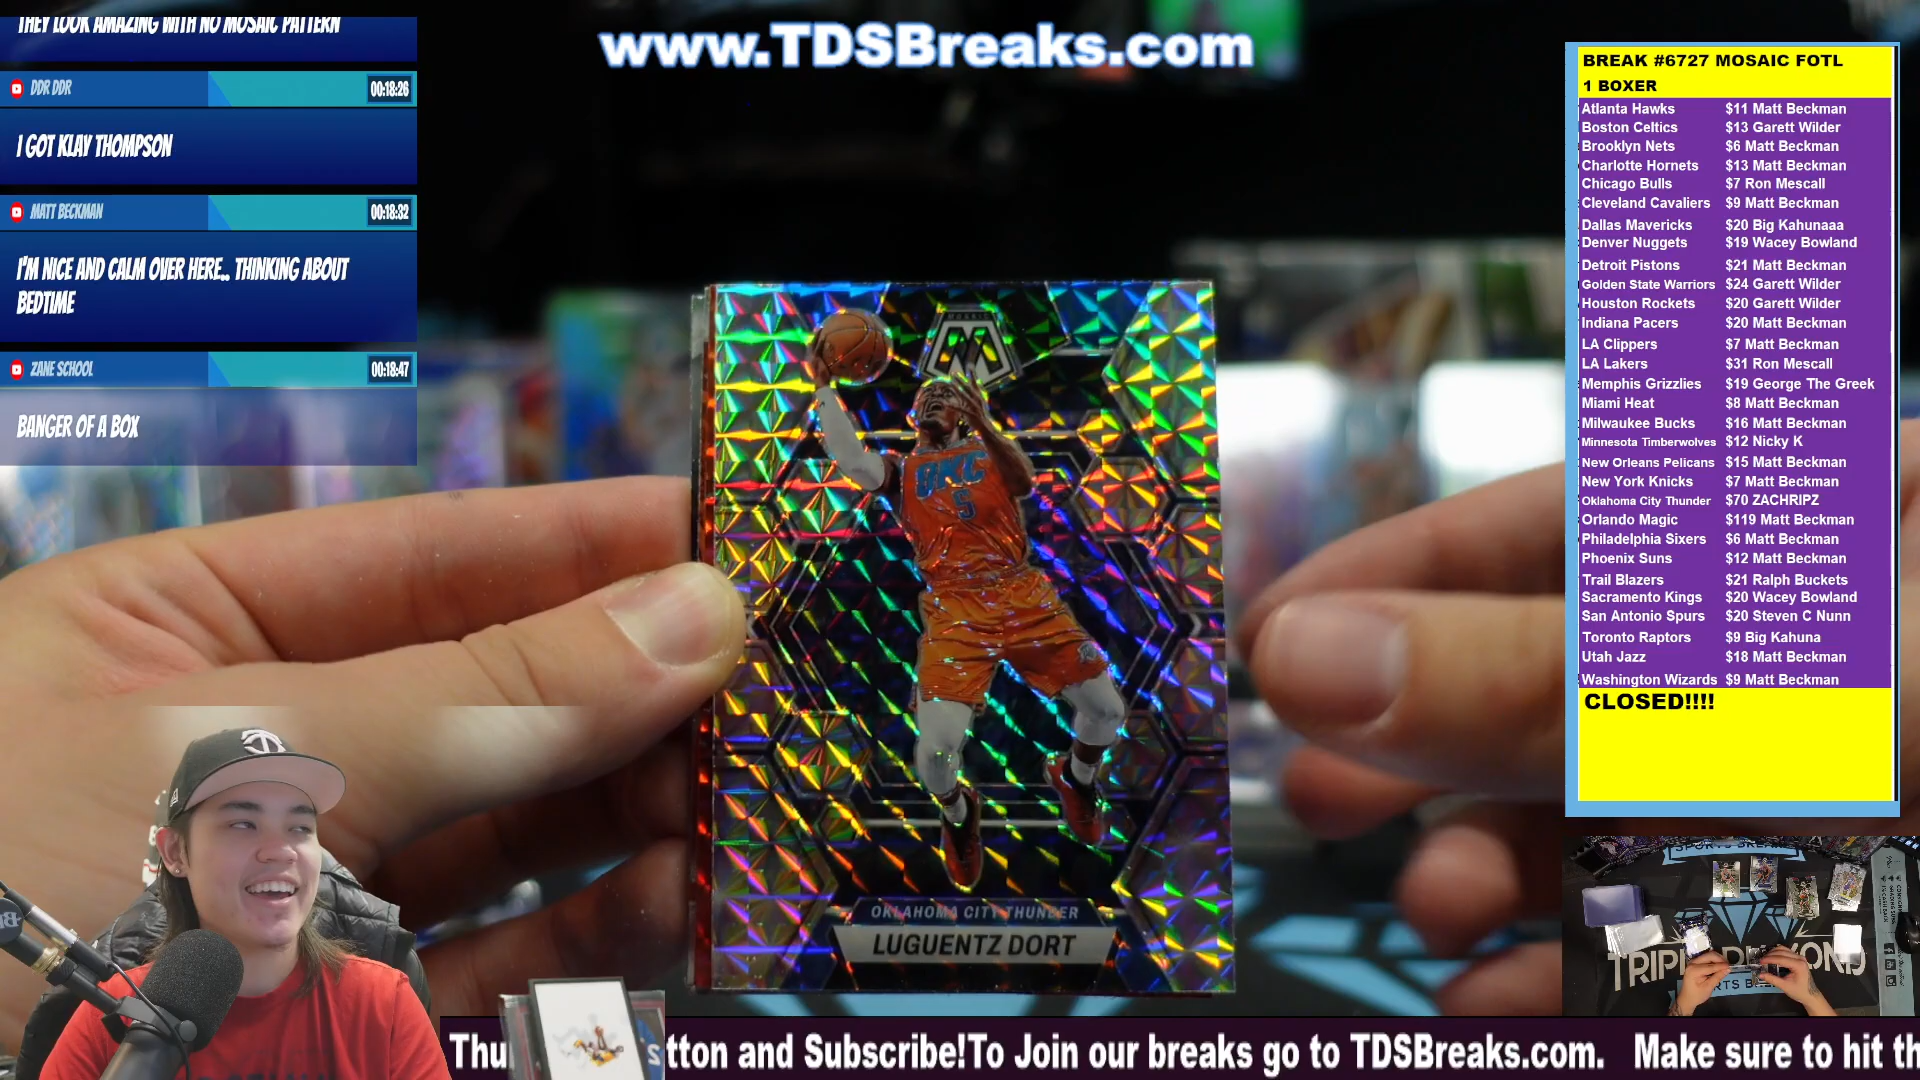 THEY LOOK AMAZING WITH NO MOSAIC PATTERN
DDR DDR 00:18:26
I GOT KLAY THOMPSON
MATT BECKMAN 00:18:32
I'M NICE AND CALM OVER HERE.. THINKING ABOUT
BEDTIME
ZANE SCHOOL 00:18:47
BANGER OF A BOX
www.TDSBreaks.com
MOSAIC
OKC
5
OKLAHOMA CITY THUNDER
LUGUENTZ DORT
BREAK #6727 MOSAIC FOTL
1 BOXER
Atlanta Hawks $11 Matt Beckman
Boston Celtics $13 Garett Wilder
Brooklyn Nets $6 Matt Beckman
Charlotte Hornets $13 Matt Beckman
Chicago Bulls $7 Ron Mescall
Cleveland Cavaliers $9 Matt Beckman
Dallas Mavericks $20 Big Kahunaaa
Denver Nuggets $19 Wacey Bowland
Detroit Pistons $21 Matt Beckman
Golden State Warriors $24 Garett Wilder
Houston Rockets $20 Garett Wilder
Indiana Pacers $20 Matt Beckman
LA Clippers $7 Matt Beckman
LA Lakers $31 Ron Mescall
Memphis Grizzlies $19 George The Greek
Miami Heat $8 Matt Beckman
Milwaukee Bucks $16 Matt Beckman
Minnesota Timberwolves $12 Nicky K
New Orleans Pelicans $15 Matt Beckman
New York Knicks $7 Matt Beckman
Oklahoma City Thunder $70 ZACHRIPZ
Orlando Magic $119 Matt Beckman
Philadelphia Sixers $6 Matt Beckman
Phoenix Suns $12 Matt Beckman
Trail Blazers $21 Ralph Buckets
Sacramento Kings $20 Wacey Bowland
San Antonio Spurs $20 Steven C Nunn
Toronto Raptors $9 Big Kahuna
Utah Jazz $18 Matt Beckman
Washington Wizards $9 Matt Beckman
CLOSED!!!!
SPORTS BREAKS
Thu tton and Subscribe!To Join our breaks go to TDSBreaks.com. Make sure to hit th